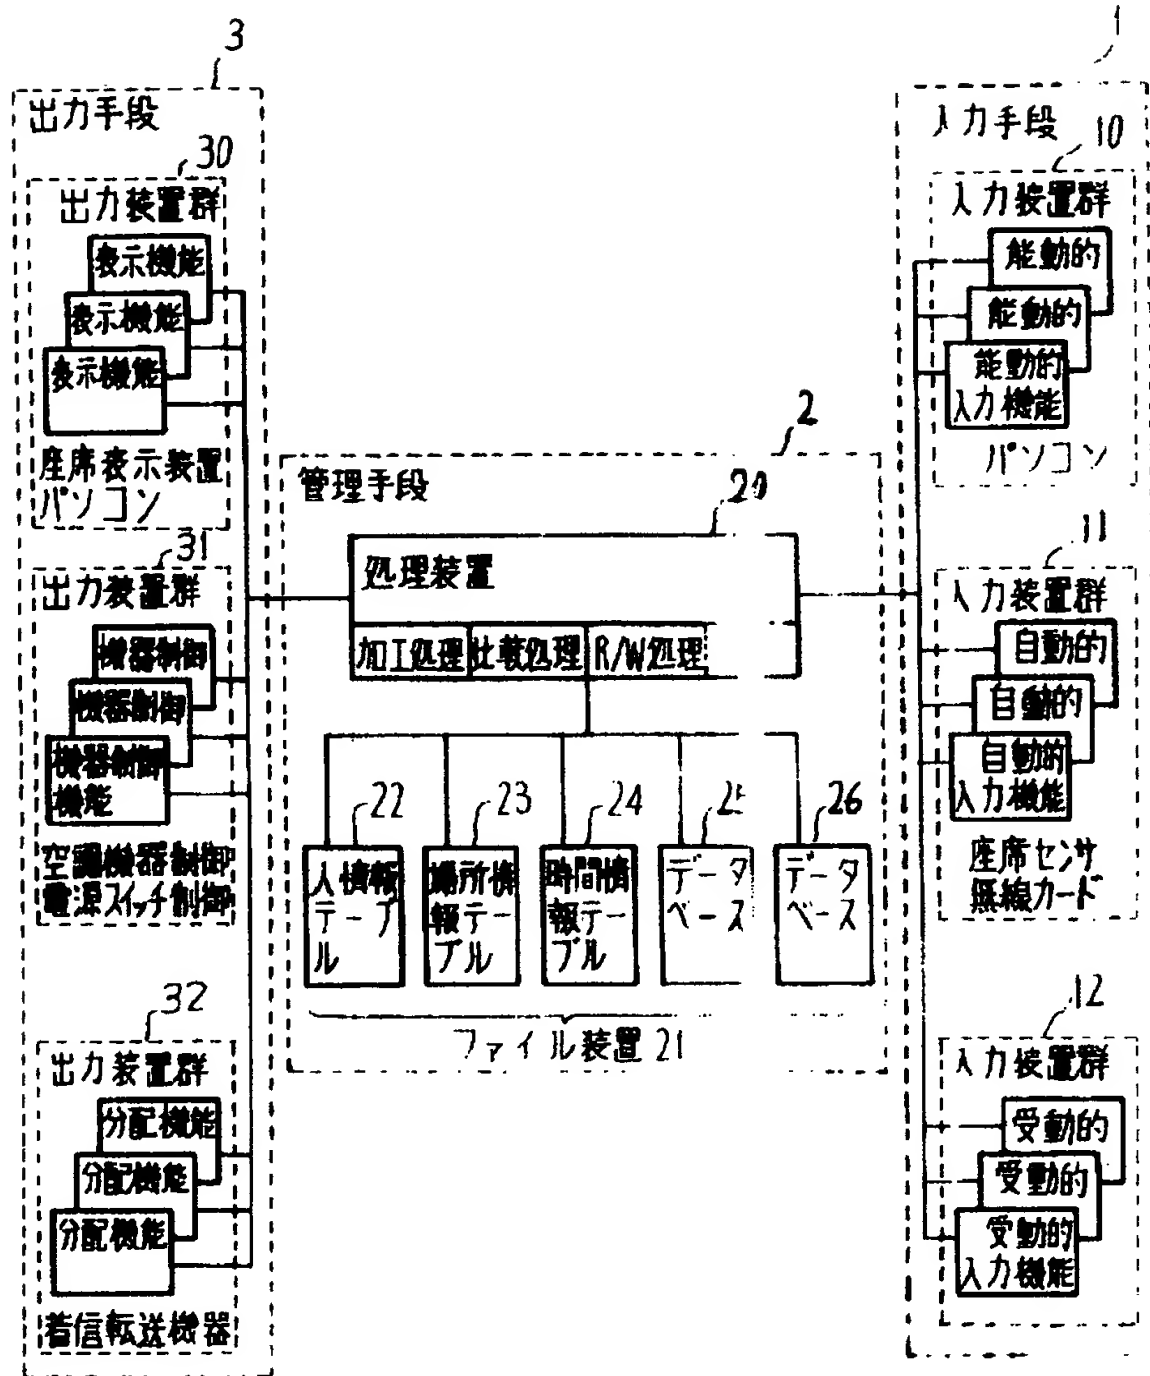 3
出力手段
30
出力装置群
表示機能
表示機能
表示機能
座席表示装置
パソコン
31
出力装置群
機器制御
機器制御
機器制御
機能
空調機器制御
電源スイッチ制御
32
出力装置群
分配機能
分配機能
分配機能
着信転送機器
2
管理手段
20
処理装置
加工処理
比較処理
R/W処理
22
人情報
テーブ
ル
23
場所情
報テー
ブル
24
時間情
報テー
ブル
25
データ
ベース
26
データ
ベース
ファイル装置 21
1
入力手段
10
入力装置群
能動的
能動的
能動的
入力機能
パソコン
11
入力装置群
自動的
自動的
自動的
入力機能
座席センサ
無線カード
12
入力装置群
受動的
受動的
受動的
入力機能